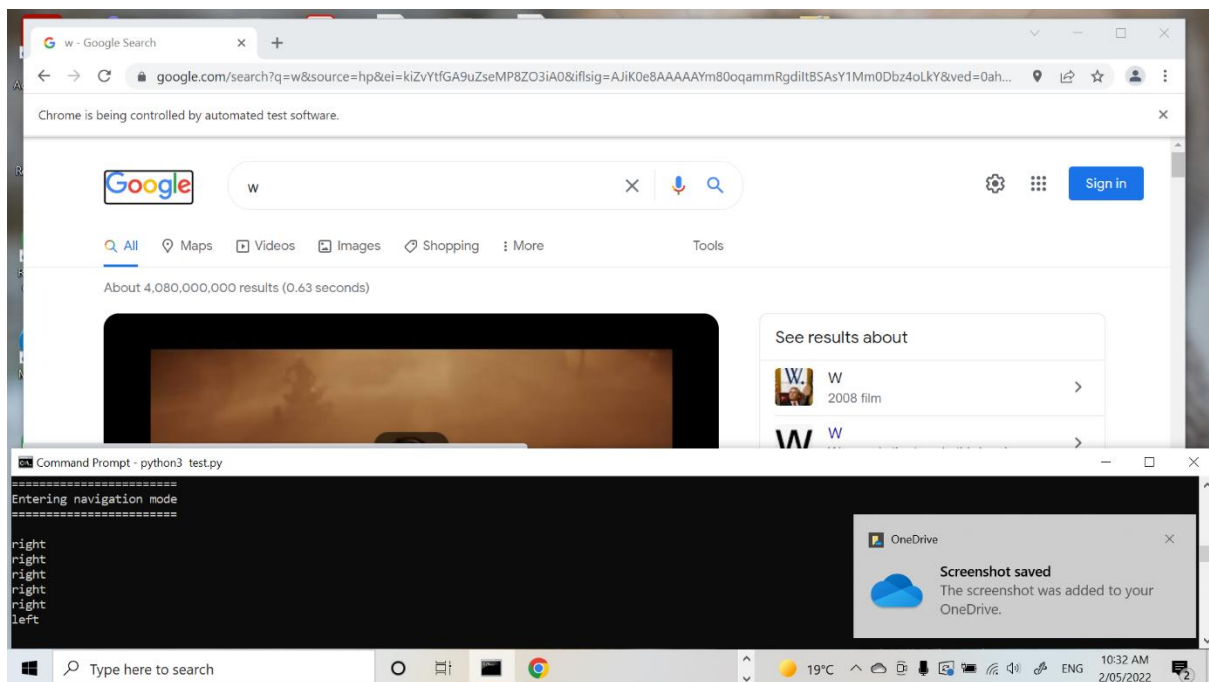 w - Google Search
google.com/search?q=w&source=hp&ei=kiZvYtfGA9uZseMP8ZO3iA0&iflsig=AJiK0e8AAAAAYm80oqammRgdiItBSAsY1Mm0Dbz4oLkY&ved=0ah...
Chrome is being controlled by automated test software.
Google
w
Sign in
All Maps Videos Images Shopping More Tools
About 4,080,000,000 results (0.63 seconds)
See results about
W.
W
2008 film
W
W
Command Prompt - python3 test.py
========================
Entering navigation mode
========================
right
right
right
right
right
left
OneDrive
Screenshot saved
The screenshot was added to your
OneDrive.
Type here to search
19°C
ENG
10:32 AM
2/05/2022
2